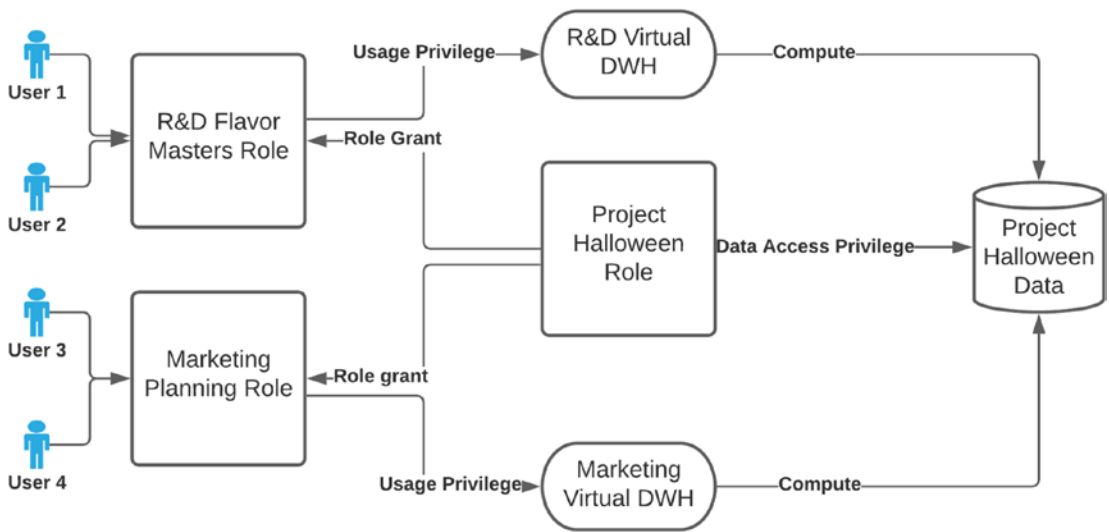 User 1
User 2
User 3
User 4
R&D Flavor
Masters Role
Marketing
Planning Role
Usage Privilege
Role Grant
Role grant
Usage Privilege
R&D Virtual
DWH
Project
Halloween
Role
Marketing
Virtual DWH
Compute
Data Access Privilege
Compute
Project
Halloween
Data